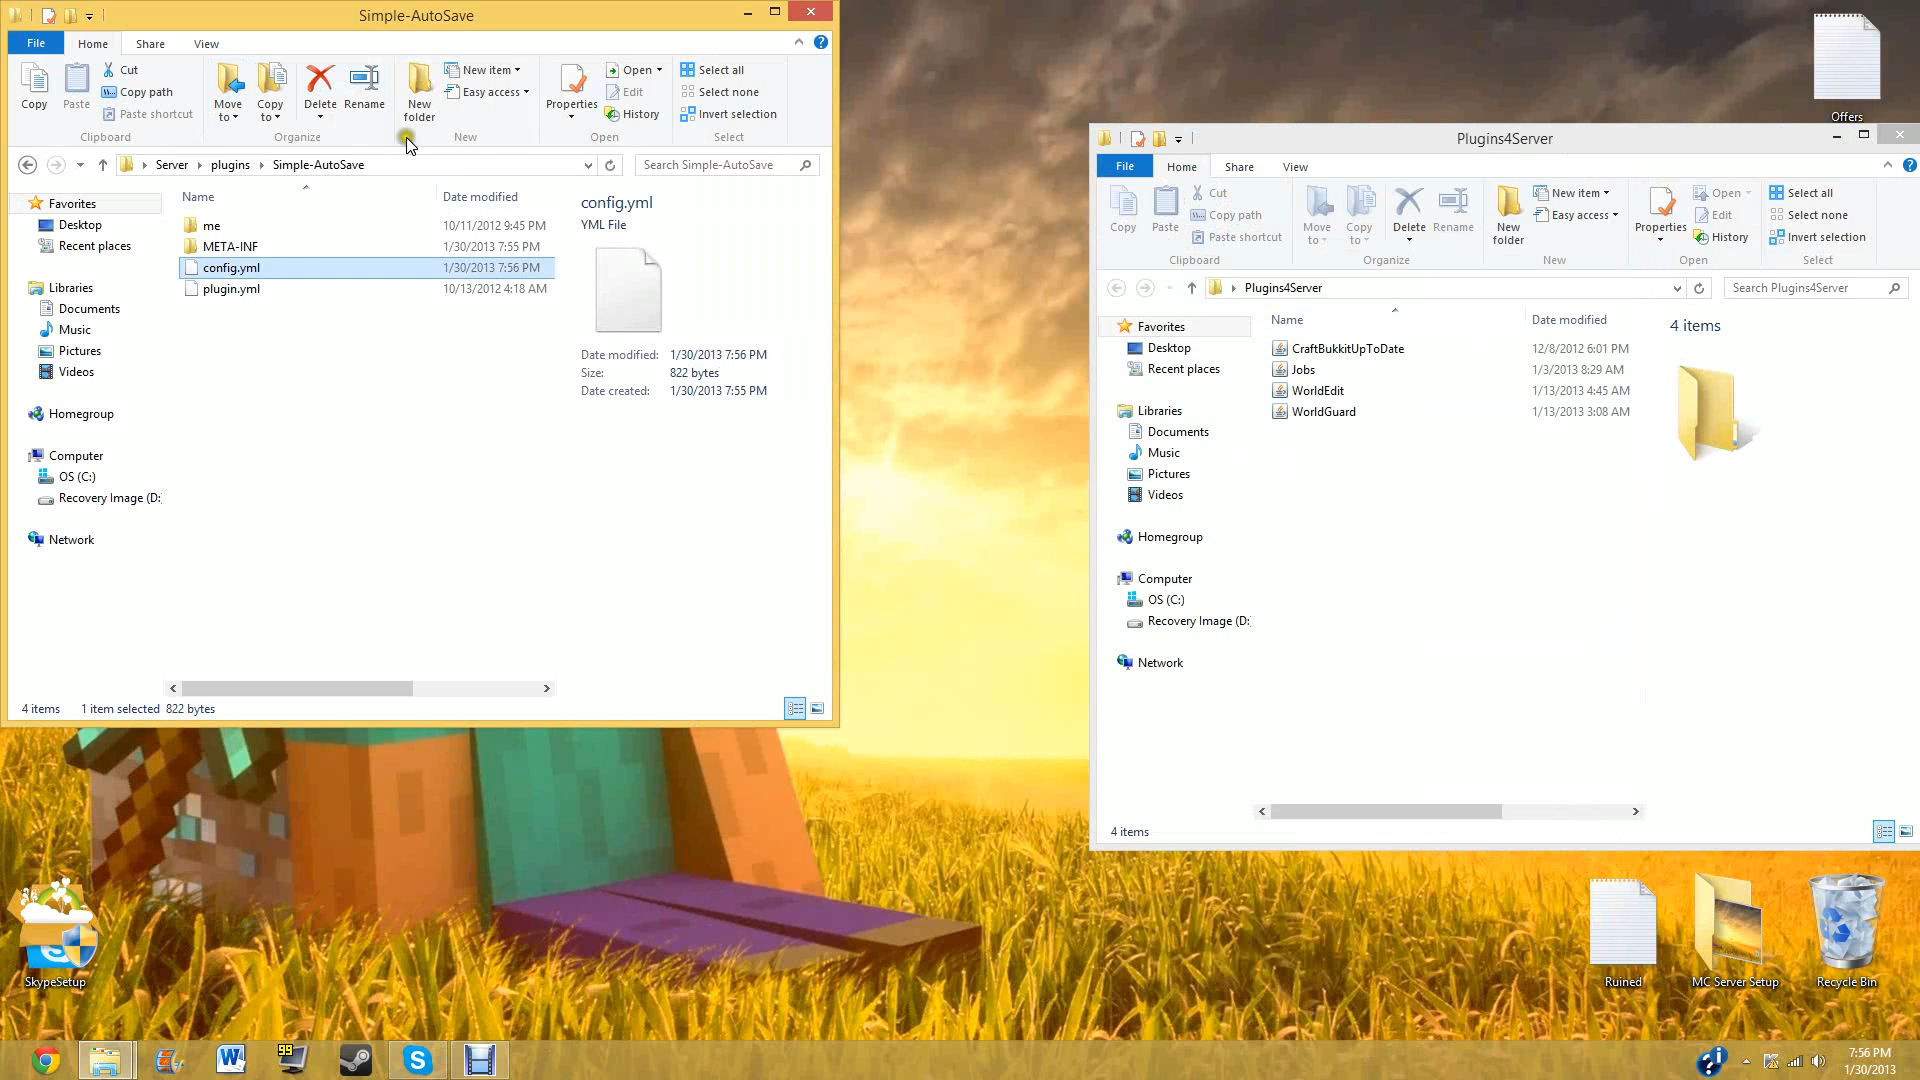 Simple-AutoSave
File Home Share View
Copy Paste Cut Copy path Paste shortcut Clipboard
Move to Copy to Delete Rename Organize
New folder New item Easy access New
Properties Open Edit History Open
Select all Select none Invert selection Select
Server plugins Simple-AutoSave Search Simple-AutoSave
Favorites
Desktop
Recent places
Libraries
Documents
Music
Pictures
Videos
Homegroup
Computer
OS (C:)
Recovery Image (D:
Network
Name Date modified
me 10/11/2012 9:45 PM
META-INF 1/30/2013 7:55 PM
config.yml 1/30/2013 7:56 PM
plugin.yml 10/13/2012 4:18 AM
config.yml
YML File
Date modified: 1/30/2013 7:56 PM
Size: 822 bytes
Date created: 1/30/2013 7:55 PM
4 items 1 item selected 822 bytes
Offers
Plugins4Server
File Home Share View
Copy Paste Cut Copy path Paste shortcut Clipboard
Move to Copy to Delete Rename Organize
New folder New item Easy access New
Properties Open Edit History Open
Select all Select none Invert selection Select
Plugins4Server Search Plugins4Server
Favorites
Desktop
Recent places
Libraries
Documents
Music
Pictures
Videos
Homegroup
Computer
OS (C:)
Recovery Image (D:
Network
Name Date modified
CraftBukkitUpToDate 12/8/2012 6:01 PM
Jobs 1/3/2013 8:29 AM
WorldEdit 1/13/2013 4:45 AM
WorldGuard 1/13/2013 3:08 AM
4 items
4 items
SkypeSetup
Ruined
MC Server Setup
Recycle Bin
99
7:56 PM
1/30/2013